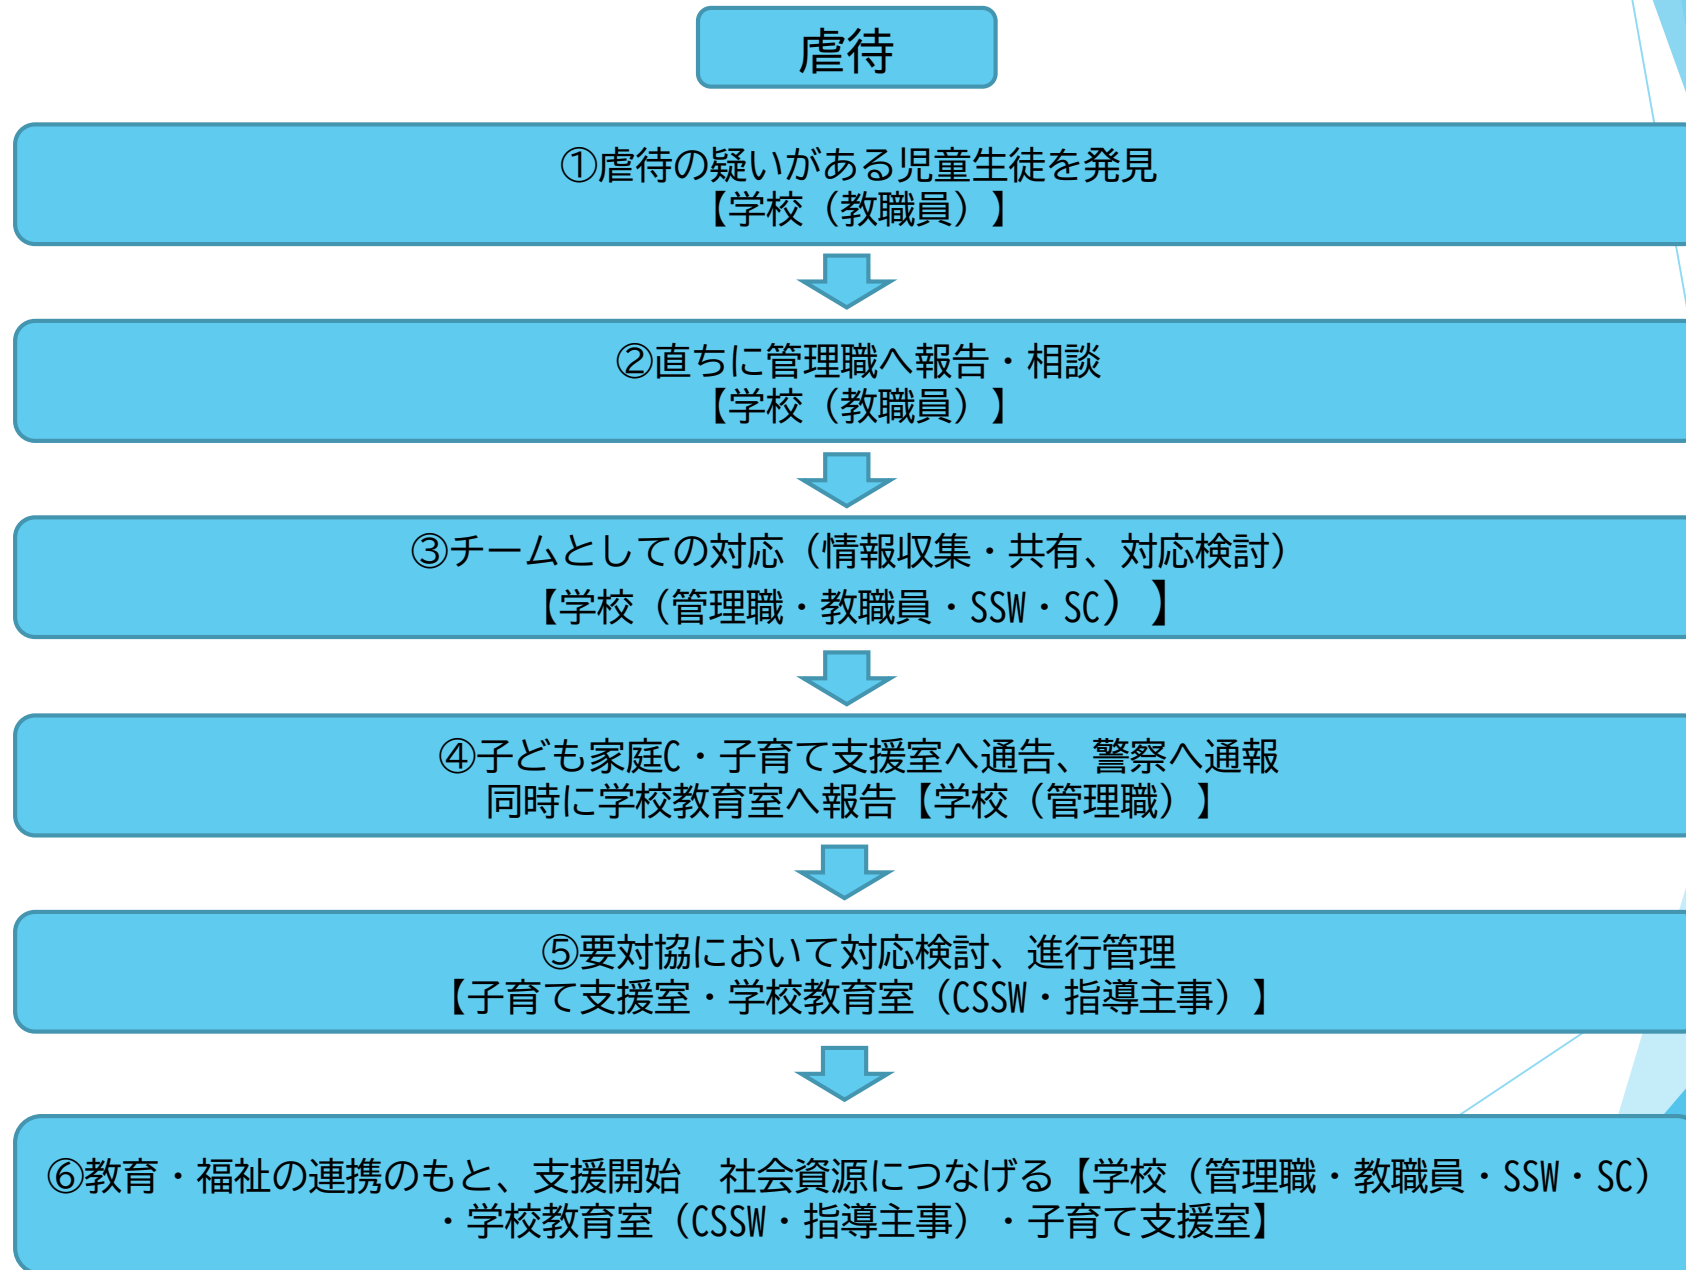 虐待
①虐待の疑いがある児童生徒を発見
【学校（教職員）】
②直ちに管理職へ報告・相談
【学校（教職員）】
③チームとしての対応（情報収集・共有、対応検討）
【学校（管理職・教職員・SSW・SC）】
④子ども家庭C・子育て支援室へ通告、警察へ通報
同時に学校教育室へ報告【学校（管理職）】
⑤要対協において対応検討、進行管理
【子育て支援室・学校教育室（CSSW・指導主事）】
⑥教育・福祉の連携のもと、支援開始　社会資源につなげる【学校（管理職・教職員・SSW・SC）
・学校教育室（CSSW・指導主事）・子育て支援室】